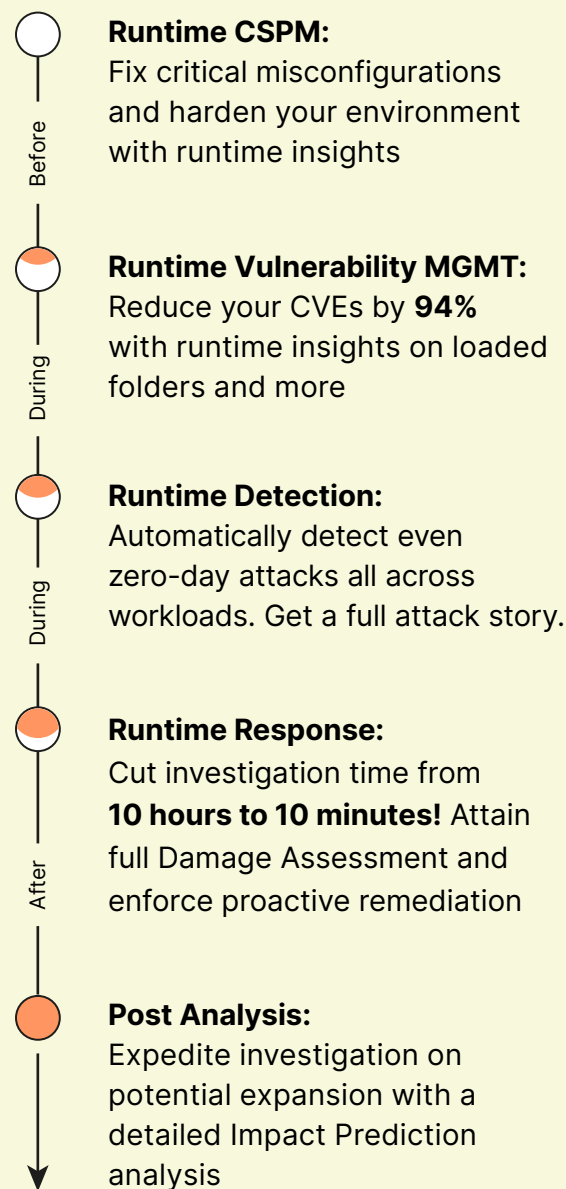 Runtime CSPM:
Fix critical misconfigurations
and harden your environment
with runtime insights
Before
Runtime Vulnerability MGMT:
Reduce your CVEs by 94%
with runtime insights on loaded
folders and more
During
Runtime Detection:
Automatically detect even
zero-day attacks all across
workloads. Get a full attack story.
During
Runtime Response:
Cut investigation time from
10 hours to 10 minutes! Attain
full Damage Assessment and
enforce proactive remediation
After
Post Analysis:
Expedite investigation on
potential expansion with a
detailed Impact Prediction
analysis